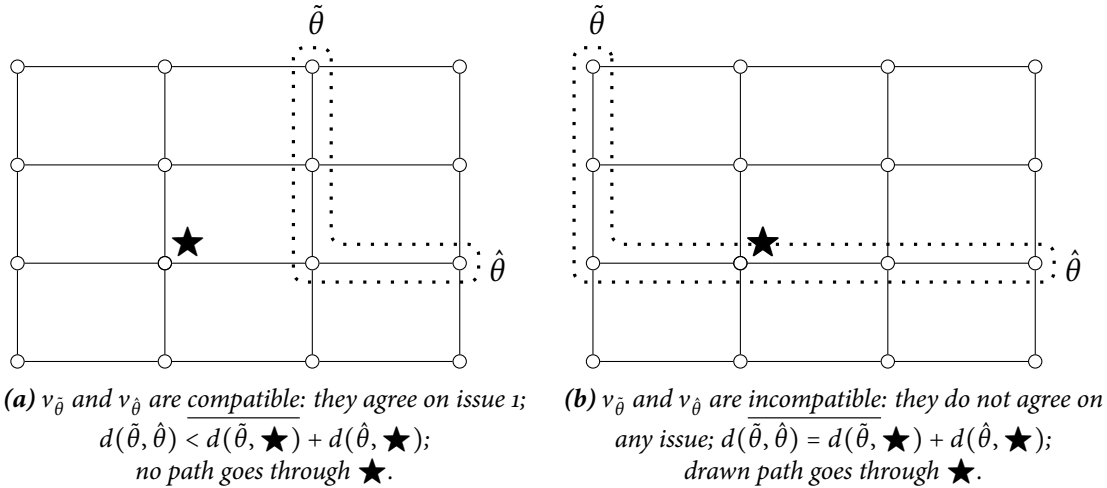 θ̃ θ̃
θ̂ θ̂
(a) v_θ̃ and v_θ̂ are compatible: they agree on issue 1;
d(θ̃, θ̂) < d(θ̃, ★) + d(θ̂, ★);
no path goes through ★.
(b) v_θ̃ and v_θ̂ are incompatible: they do not agree on
any issue; d(θ̃, θ̂) = d(θ̃, ★) + d(θ̂, ★);
drawn path goes through ★.